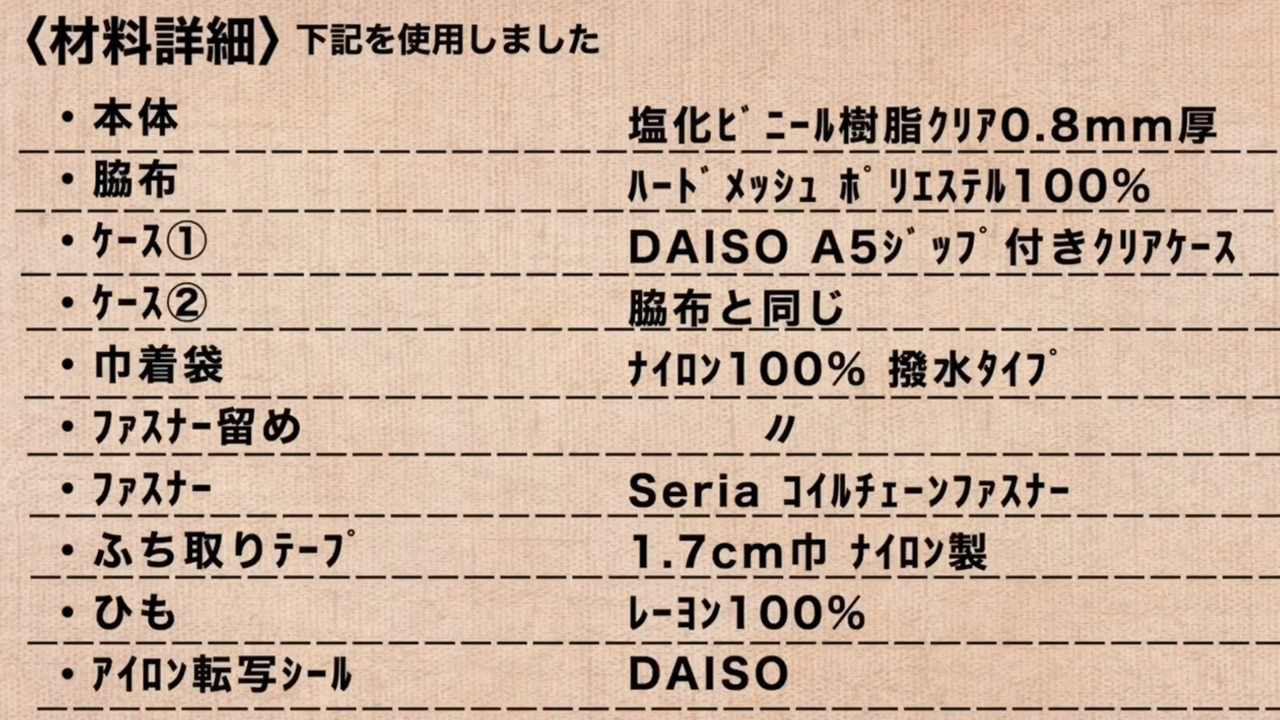 〈材料詳細〉下記を使用しました
・本体 塩化ﾋﾞﾆｰﾙ樹脂ｸﾘｱ0.8mm厚
・脇布 ﾊｰﾄﾞﾒｯｼｭ ﾎﾟﾘｴｽﾃﾙ100%
・ｹｰｽ① DAISO A5ｼﾞｯﾌﾟ付きｸﾘｱｹｰｽ
・ｹｰｽ② 脇布と同じ
・巾着袋 ﾅｲﾛﾝ100% 撥水ﾀｲﾌﾟ
・ﾌｧｽﾅｰ留め 〃
・ﾌｧｽﾅｰ Seria ｺｲﾙﾁｪｰﾝﾌｧｽﾅｰ
・ふち取りﾃｰﾌﾟ 1.7cm巾 ﾅｲﾛﾝ製
・ひも ﾚｰﾖﾝ100%
・ｱｲﾛﾝ転写ｼｰﾙ DAISO